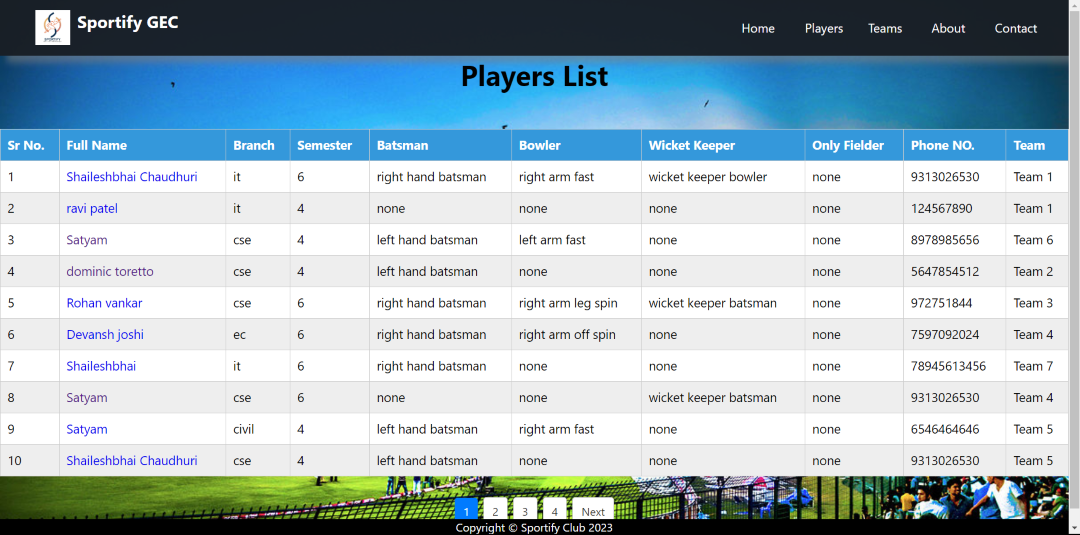 Sportify GEC
Home Players Teams About Contact
Players List
Sr No. Full Name Branch Semester Batsman Bowler Wicket Keeper Only Fielder Phone NO. Team
1 Shaileshbhai Chaudhuri it 6 right hand batsman right arm fast wicket keeper bowler none 9313026530 Team 1
2 ravi patel it 4 none none none none 124567890 Team 1
3 Satyam cse 4 left hand batsman left arm fast none none 8978985656 Team 6
4 dominic toretto cse 4 left hand batsman none none none 5647854512 Team 2
5 Rohan vankar cse 6 right hand batsman right arm leg spin wicket keeper batsman none 972751844 Team 3
6 Devansh joshi ec 6 right hand batsman right arm off spin none none 7597092024 Team 4
7 Shaileshbhai it 6 right hand batsman none none none 78945613456 Team 7
8 Satyam cse 6 none none wicket keeper batsman none 9313026530 Team 4
9 Satyam civil 4 left hand batsman right arm fast none none 6546464646 Team 5
10 Shaileshbhai Chaudhuri cse 4 left hand batsman none none none 9313026530 Team 5
1 2 3 4 Next
Copyright © Sportify Club 2023